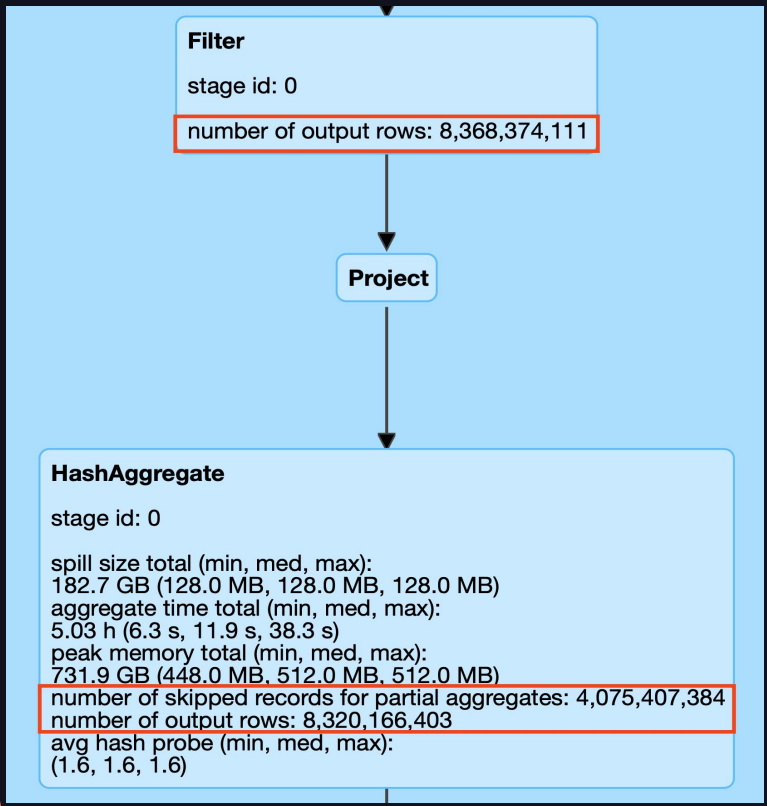 Filter
stage id: 0
number of output rows: 8,368,374,111
Project
HashAggregate
stage id: 0
spill size total (min, med, max):
182.7 GB (128.0 MB, 128.0 MB, 128.0 MB)
aggregate time total (min, med, max):
5.03 h (6.3 s, 11.9 s, 38.3 s)
peak memory total (min, med, max):
731.9 GB (448.0 MB, 512.0 MB, 512.0 MB)
number of skipped records for partial aggregates: 4,075,407,384
number of output rows: 8,320,166,403
avg hash probe (min, med, max):
(1.6, 1.6, 1.6)